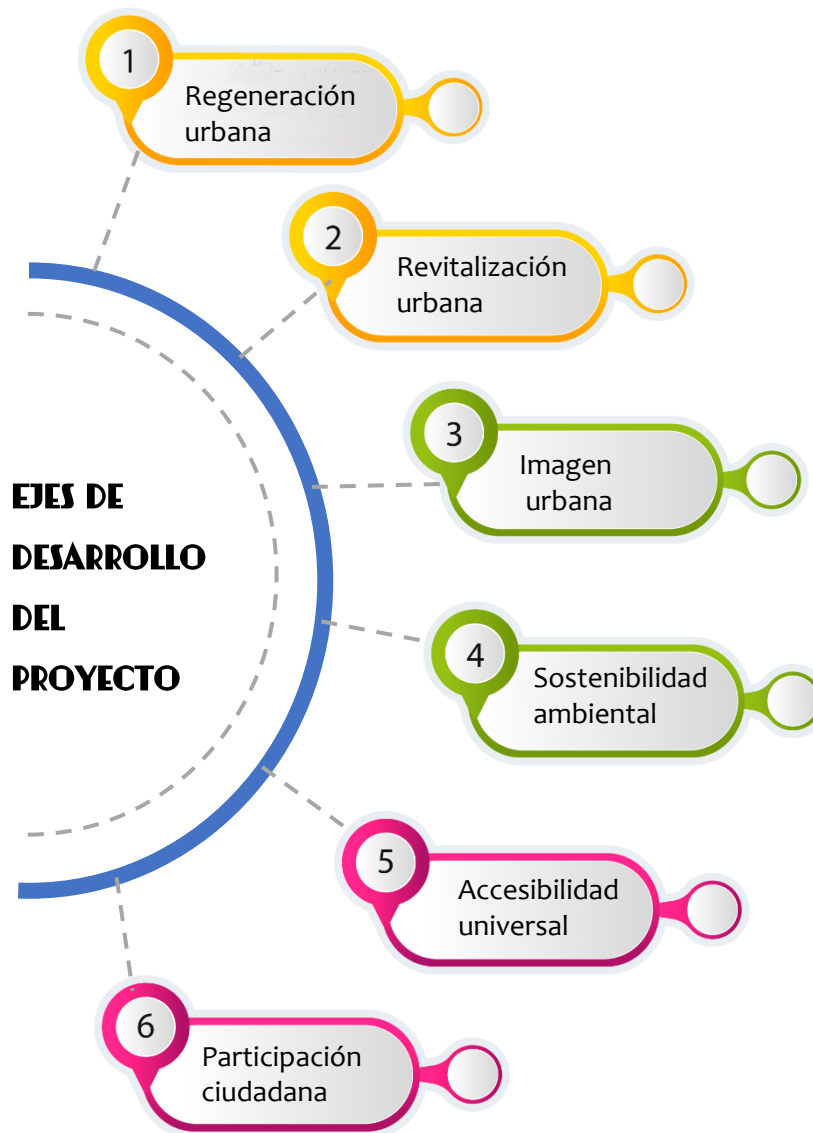 1
Regeneración
urbana
2
Revitalización
urbana
3
Imagen
urbana
EJES DE
DESARROLLO
DEL
PROYECTO
4
Sostenibilidad
ambiental
5
Accesibilidad
universal
6
Participación
ciudadana